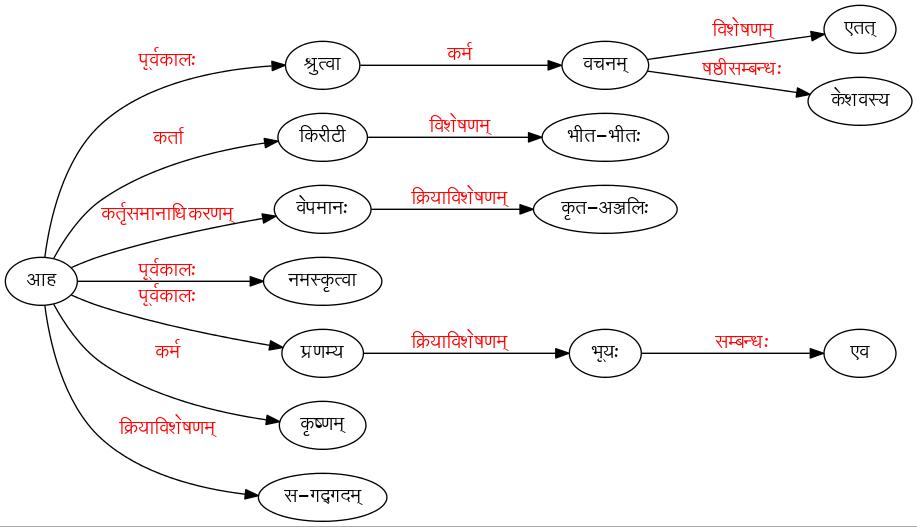 विशेषणम्
एतत्
पूर्वकालः
श्रुत्वा
कर्म
वचनम्
षष्ठीसम्बन्धः
केशवस्य
कर्ता
किरीटी
विशेषणम्
भीत-भीतः
कर्तृसमानाधिकरणम्
वेपमानः
क्रियाविशेषणम्
कृत-अञ्जलिः
आह
पूर्वकालः
नमस्कृत्वा
पूर्वकालः
प्रणम्य
क्रियाविशेषणम्
भूयः
सम्बन्धः
एव
कर्म
कृष्णम्
क्रियाविशेषणम्
स-गद्गदम्